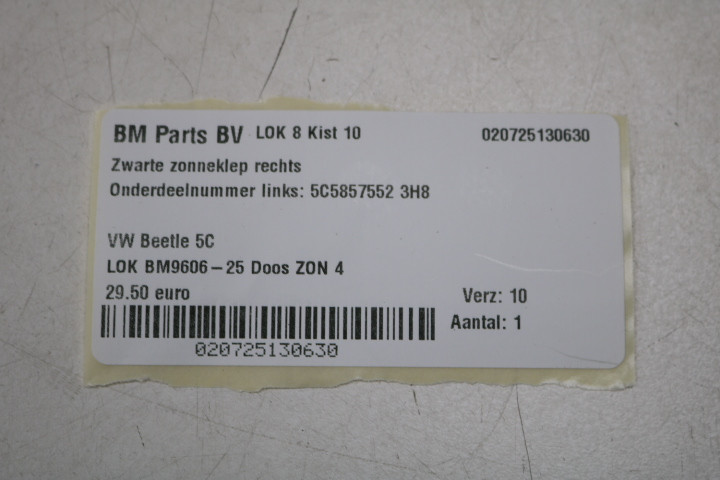 BM Parts BV LOK 8 Kist 10 020725130630
Zwarte zonneklep rechts
Onderdeelnummer links: 5C5857552 3H8
VW Beetle 5C
LOK BM9606-25 Doos ZON 4
29.50 euro Verz: 10
Aantal: 1
020725130630